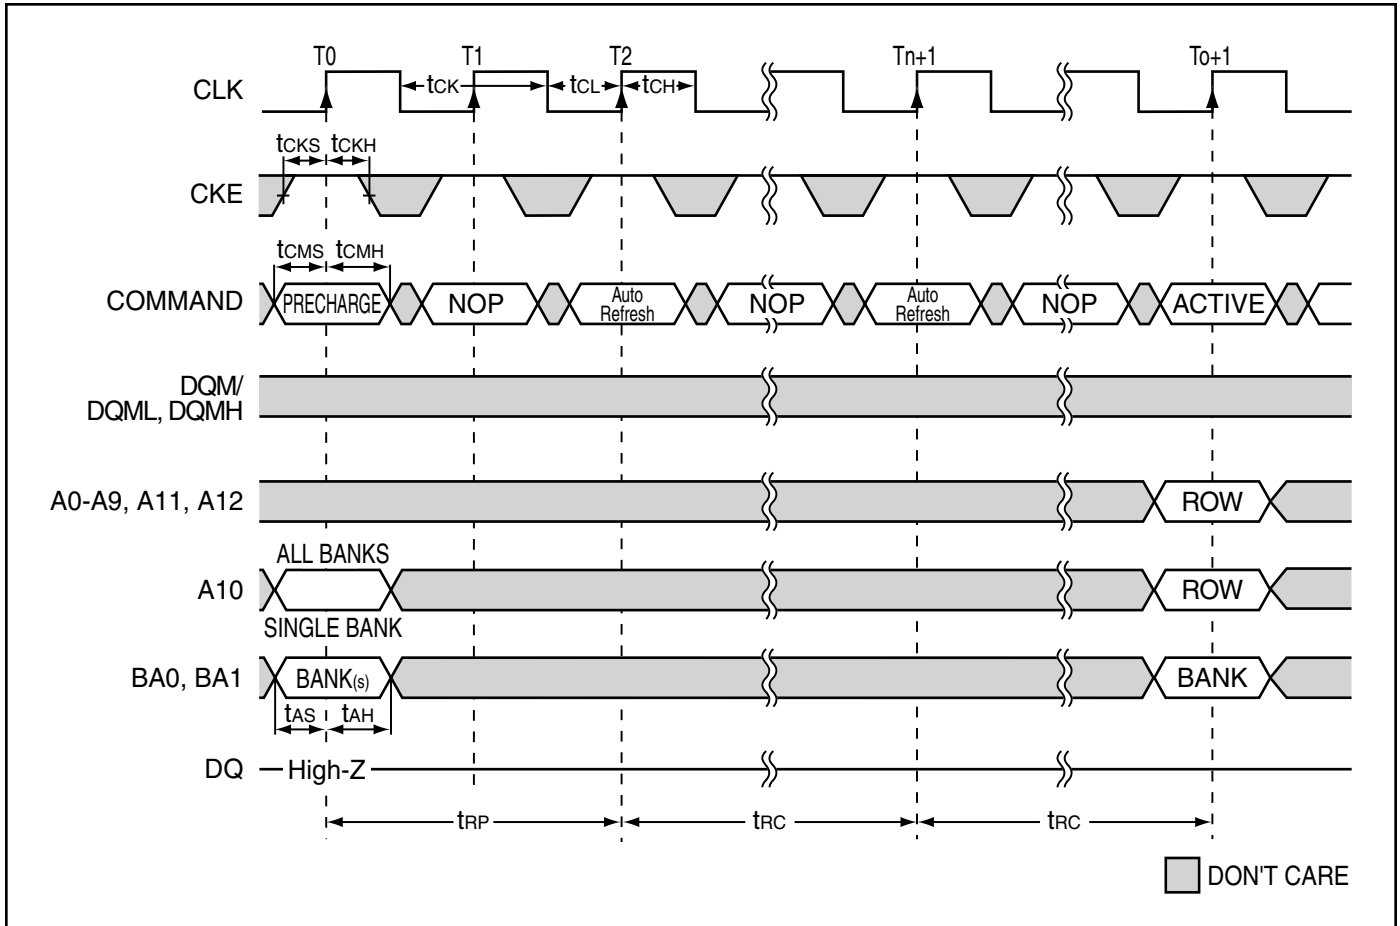 T0 T1 T2 Tn+1 To+1
CLK tCK tCL tCH
tCKS tCKH
CKE
tCMS tCMH
COMMAND PRECHARGE NOP Auto Refresh NOP Auto Refresh NOP ACTIVE
DQM/
DQML, DQMH
A0-A9, A11, A12 ROW
ALL BANKS
A10 ROW
SINGLE BANK
BA0, BA1 BANK(s) BANK
tAS tAH
DQ High-Z
tRP tRC tRC
DON'T CARE